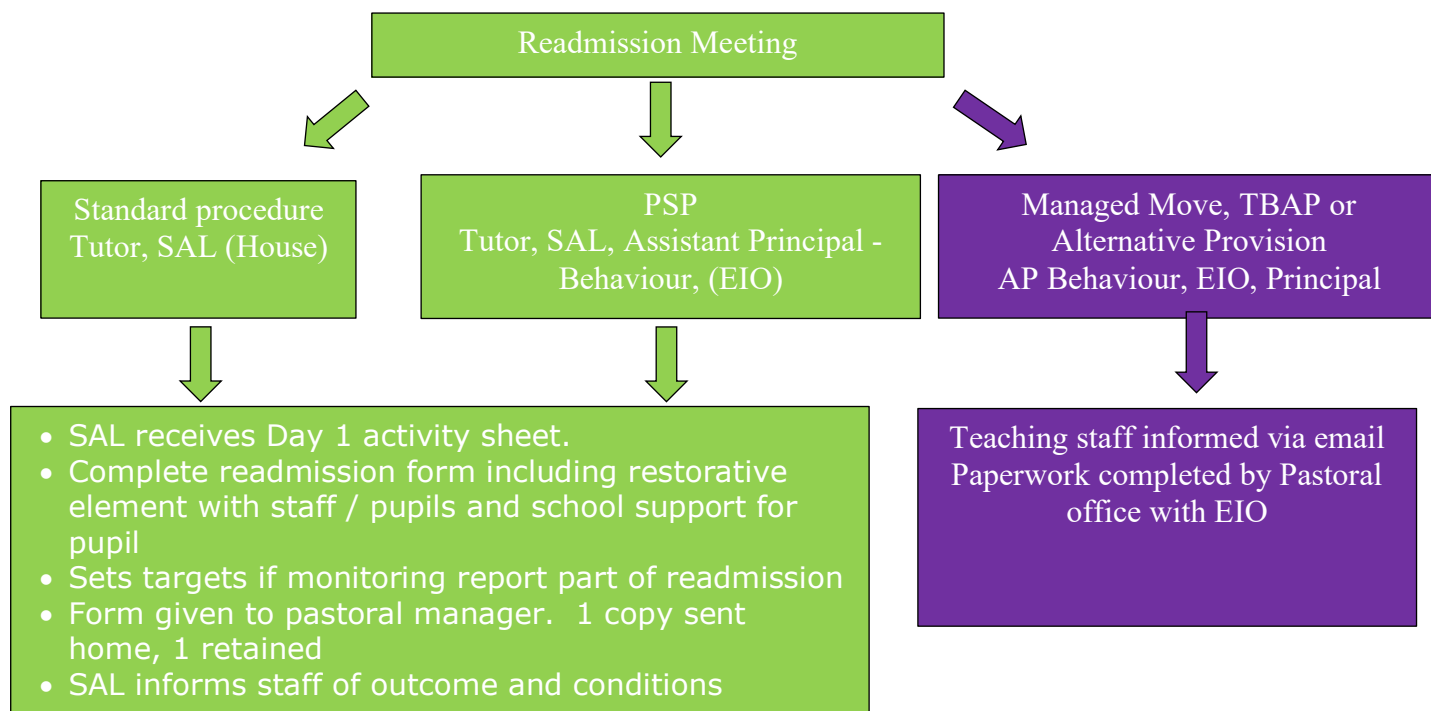 Readmission Meeting
Standard procedure
Tutor, SAL (House)
PSP
Tutor, SAL, Assistant Principal -
Behaviour, (EIO)
Managed Move, TBAP or
Alternative Provision
AP Behaviour, EIO, Principal
• SAL receives Day 1 activity sheet.
• Complete readmission form including restorative
element with staff / pupils and school support for
pupil
• Sets targets if monitoring report part of readmission
• Form given to pastoral manager.  1 copy sent
home, 1 retained
• SAL informs staff of outcome and conditions
Teaching staff informed via email
Paperwork completed by Pastoral
office with EIO